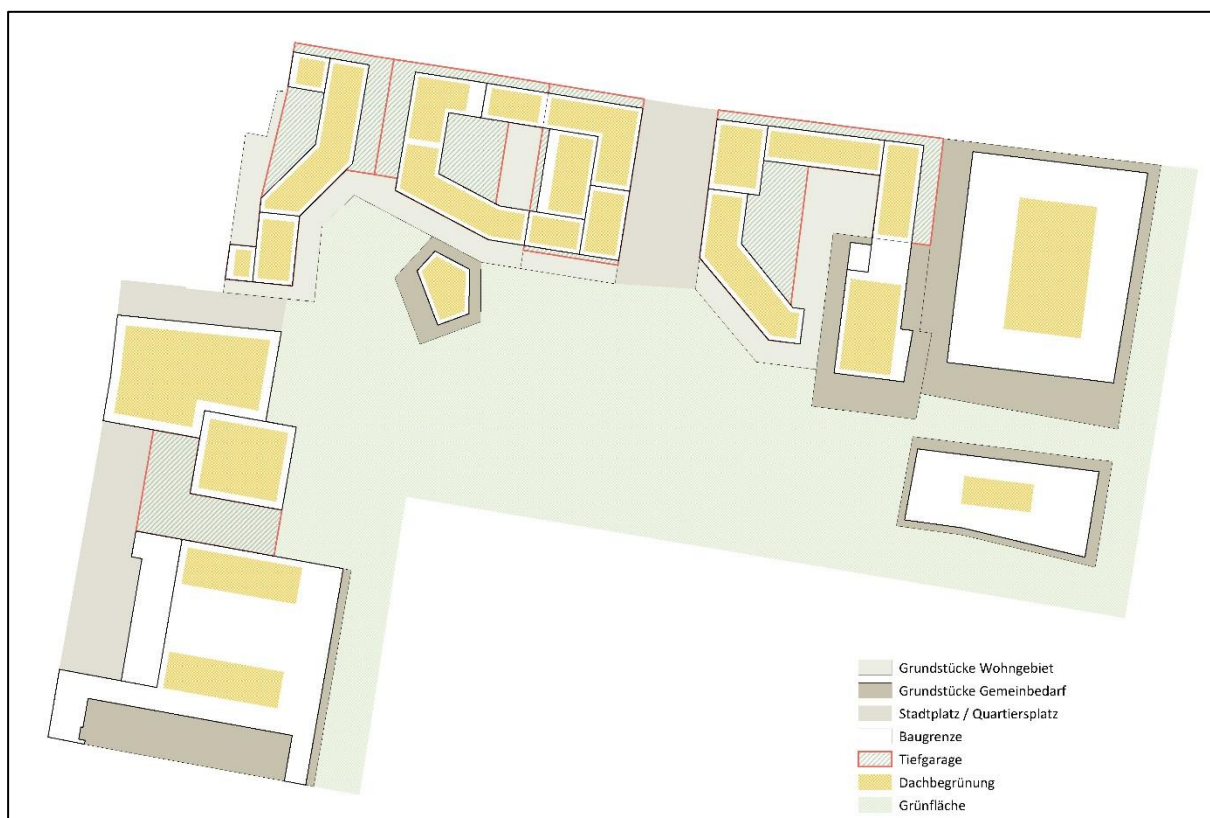 Grundstücke Wohngebiet
Grundstücke Gemeinbedarf
Stadtplatz / Quartiersplatz
Baugrenze
Tiefgarage
Dachbegrünung
Grünfläche